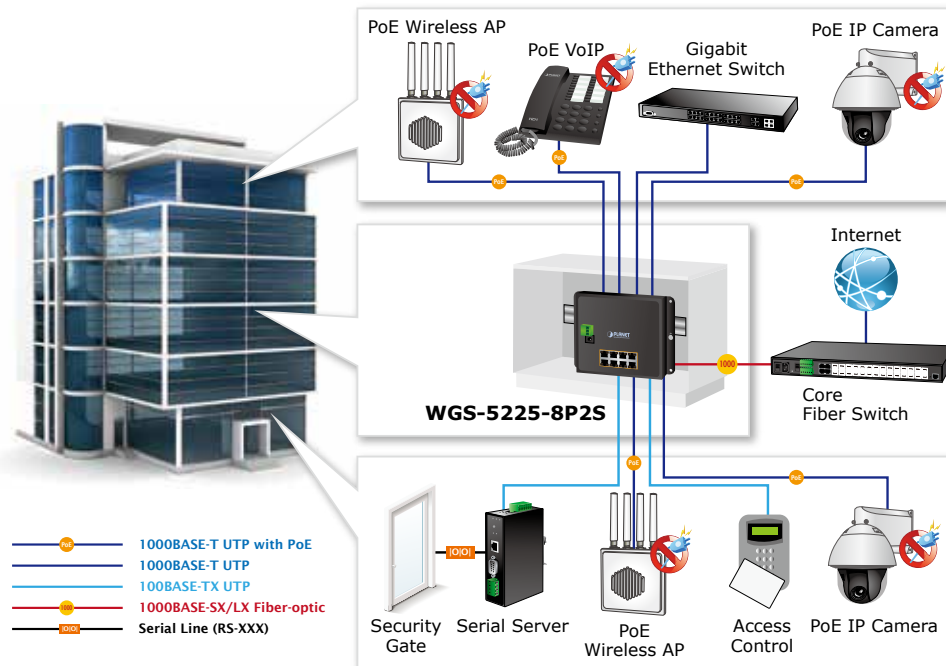 PoE Wireless AP
PoE VoIP
Gigabit
Ethernet Switch
PoE IP Camera
PoE
PoE
PoE
Internet
PLANET
1000
Core
Fiber Switch
WGS-5225-8P2S
PoE
PoE
PoE 1000BASE-T UTP with PoE
1000BASE-T UTP
100BASE-TX UTP
1000 1000BASE-SX/LX Fiber-optic
|O|O| Serial Line (RS-XXX)
|O|O|
Security
Gate
Serial Server
PoE
Wireless AP
Access
Control
PoE IP Camera